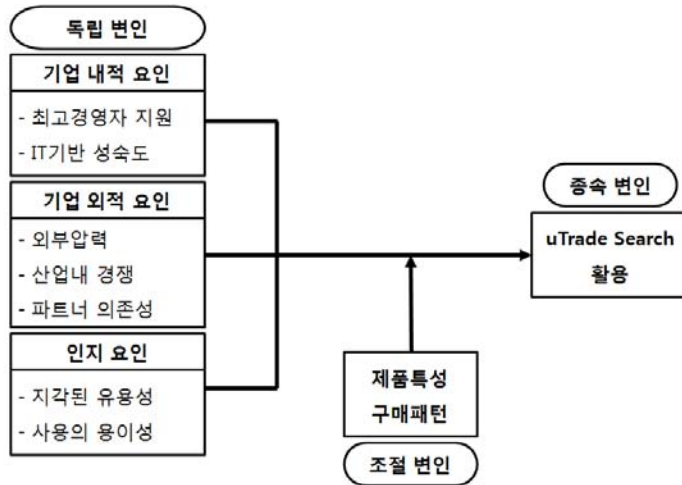 독립 변인
기업 내적 요인
- 최고경영자 지원
- IT기반 성숙도
기업 외적 요인
- 외부압력
- 산업내 경쟁
- 파트너 의존성
인지 요인
- 지각된 유용성
- 사용의 용이성
종속 변인
uTrade Search
활용
제품특성
구매패턴
조절 변인